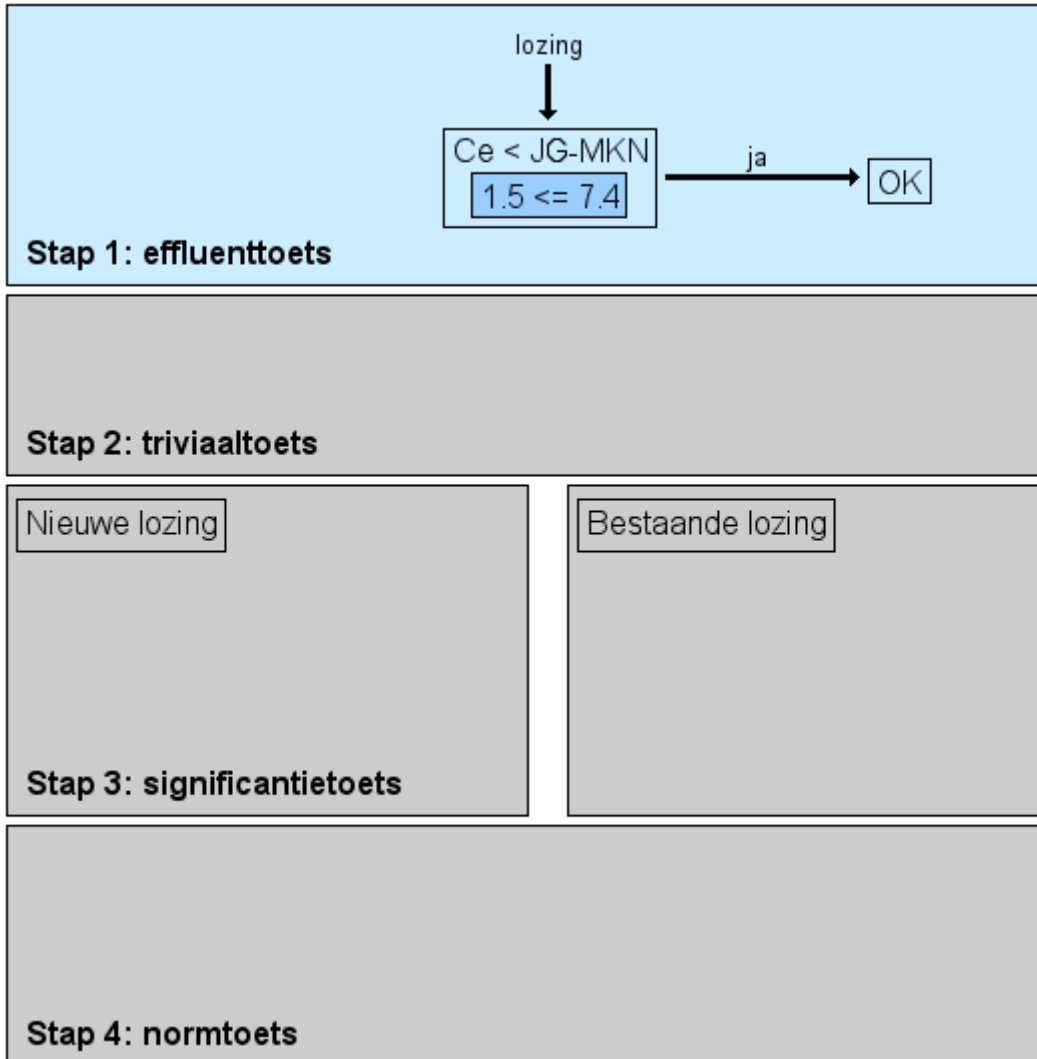 lozing
Ce < JG-MKN
ja
OK
1.5 <= 7.4
Stap 1: effluenttoets
Stap 2: triviaaltoets
Nieuwe lozing
Bestaande lozing
Stap 3: significantietoets
Stap 4: normtoets